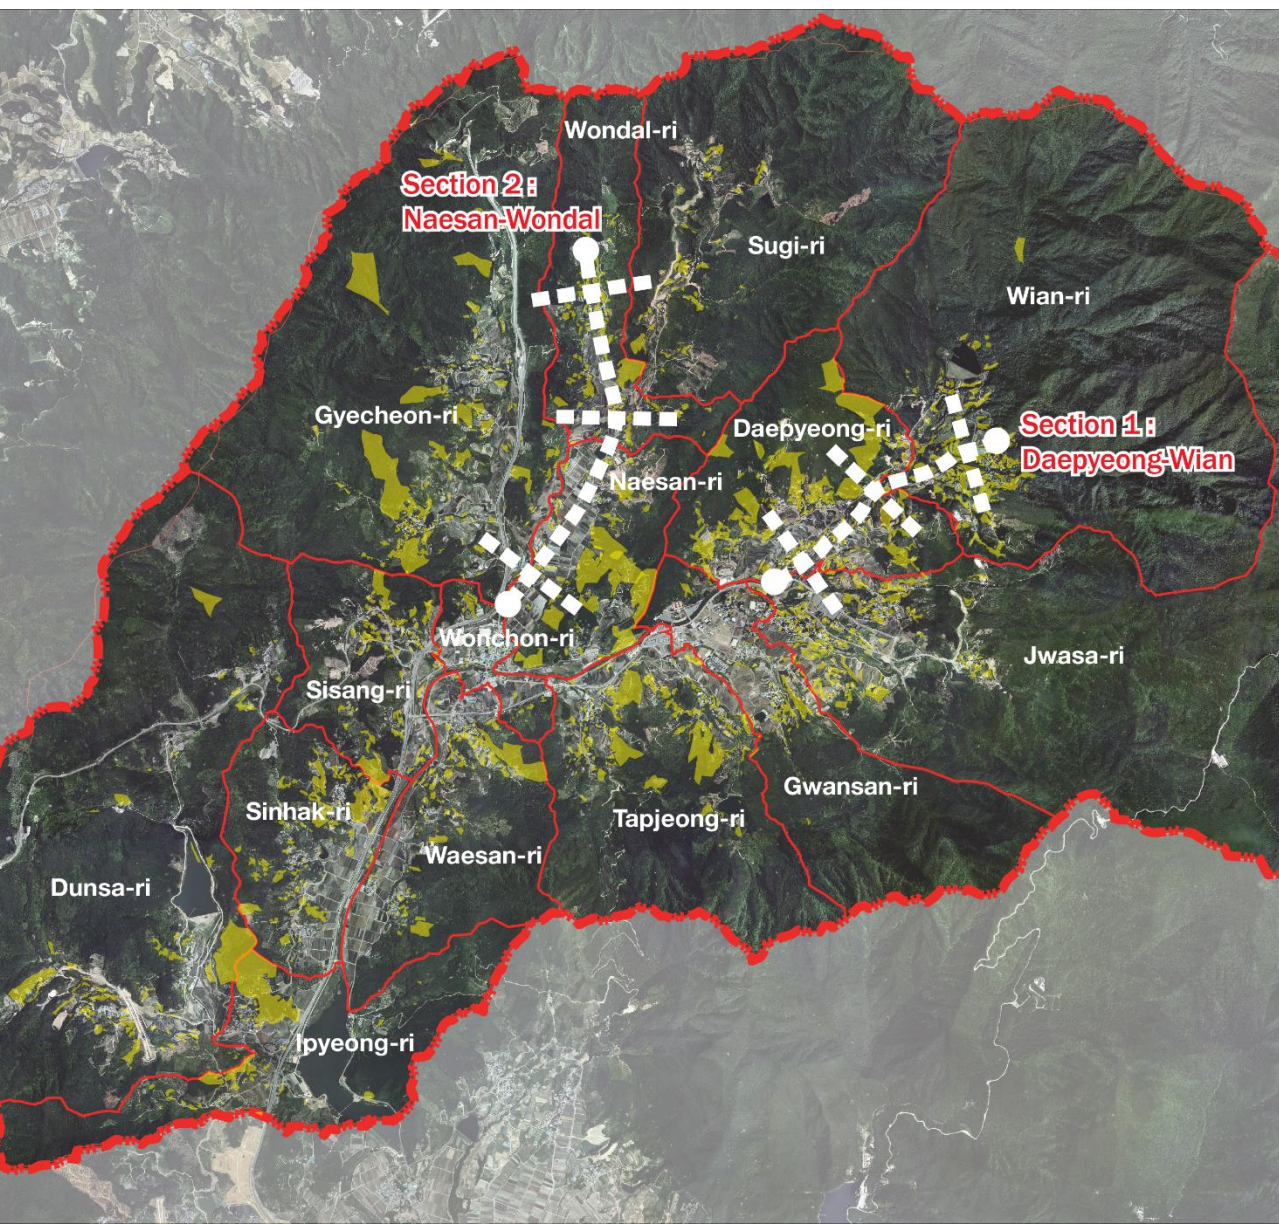 Wondal-ri
Section 2 :
Naesan-Wondal
Sugi-ri
Wian-ri
Gyecheon-ri
Daepyeong-ri
Section 1 :
Daepyeong-Wian
Naesan-ri
Wonchon-ri
Jwasa-ri
Sisang-ri
Gwansan-ri
Sinhak-ri
Tapjeong-ri
Waesan-ri
Dunsa-ri
Ipyeong-ri